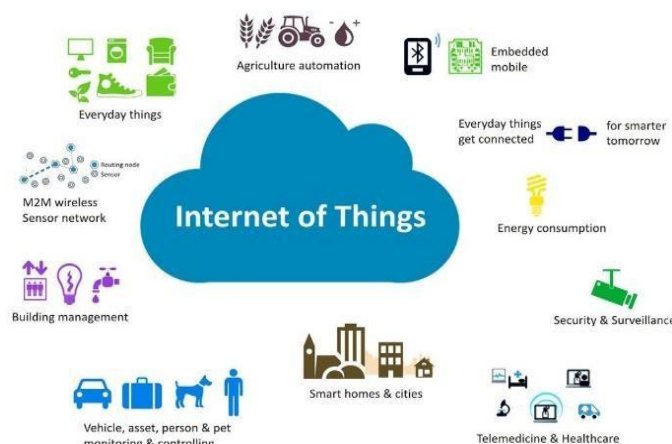 Agriculture automation
Embedded
mobile
Everyday things
Everyday things
get connected
for smarter
tomorrow
Routing node
Sensor
M2M wireless
Sensor network
Internet of Things
Energy consumption
Building management
Security & Surveillance
Smart homes & cities
Vehicle, asset, person & pet
monitoring & controlling
Telemedicine & Healthcare